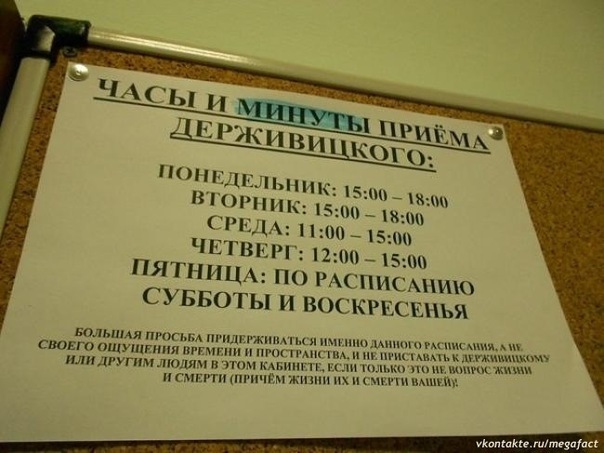 ЧАСЫ И МИНУТЫ ПРИЁМА
ДЕРЖИВИЦКОГО:
ПОНЕДЕЛЬНИК: 15:00 – 18:00
ВТОРНИК: 15:00 – 18:00
СРЕДА: 11:00 – 15:00
ЧЕТВЕРГ: 12:00 – 15:00
ПЯТНИЦА: ПО РАСПИСАНИЮ
СУББОТЫ И ВОСКРЕСЕНЬЯ
БОЛЬШАЯ ПРОСЬБА ПРИДЕРЖИВАТЬСЯ ИМЕННО ДАННОГО РАСПИСАНИЯ, А НЕ
СВОЕГО ОЩУЩЕНИЯ ВРЕМЕНИ И ПРОСТРАНСТВА, И НЕ ПРИСТАВАТЬ К ДЕРЖИВИЦКОМУ
ИЛИ ДРУГИМ ЛЮДЯМ В ЭТОМ КАБИНЕТЕ, ЕСЛИ ТОЛЬКО ЭТО НЕ ВОПРОС ЖИЗНИ
И СМЕРТИ (ПРИЧЁМ ЖИЗНИ ИХ И СМЕРТИ ВАШЕЙ)!
vkontakte.ru/megafact